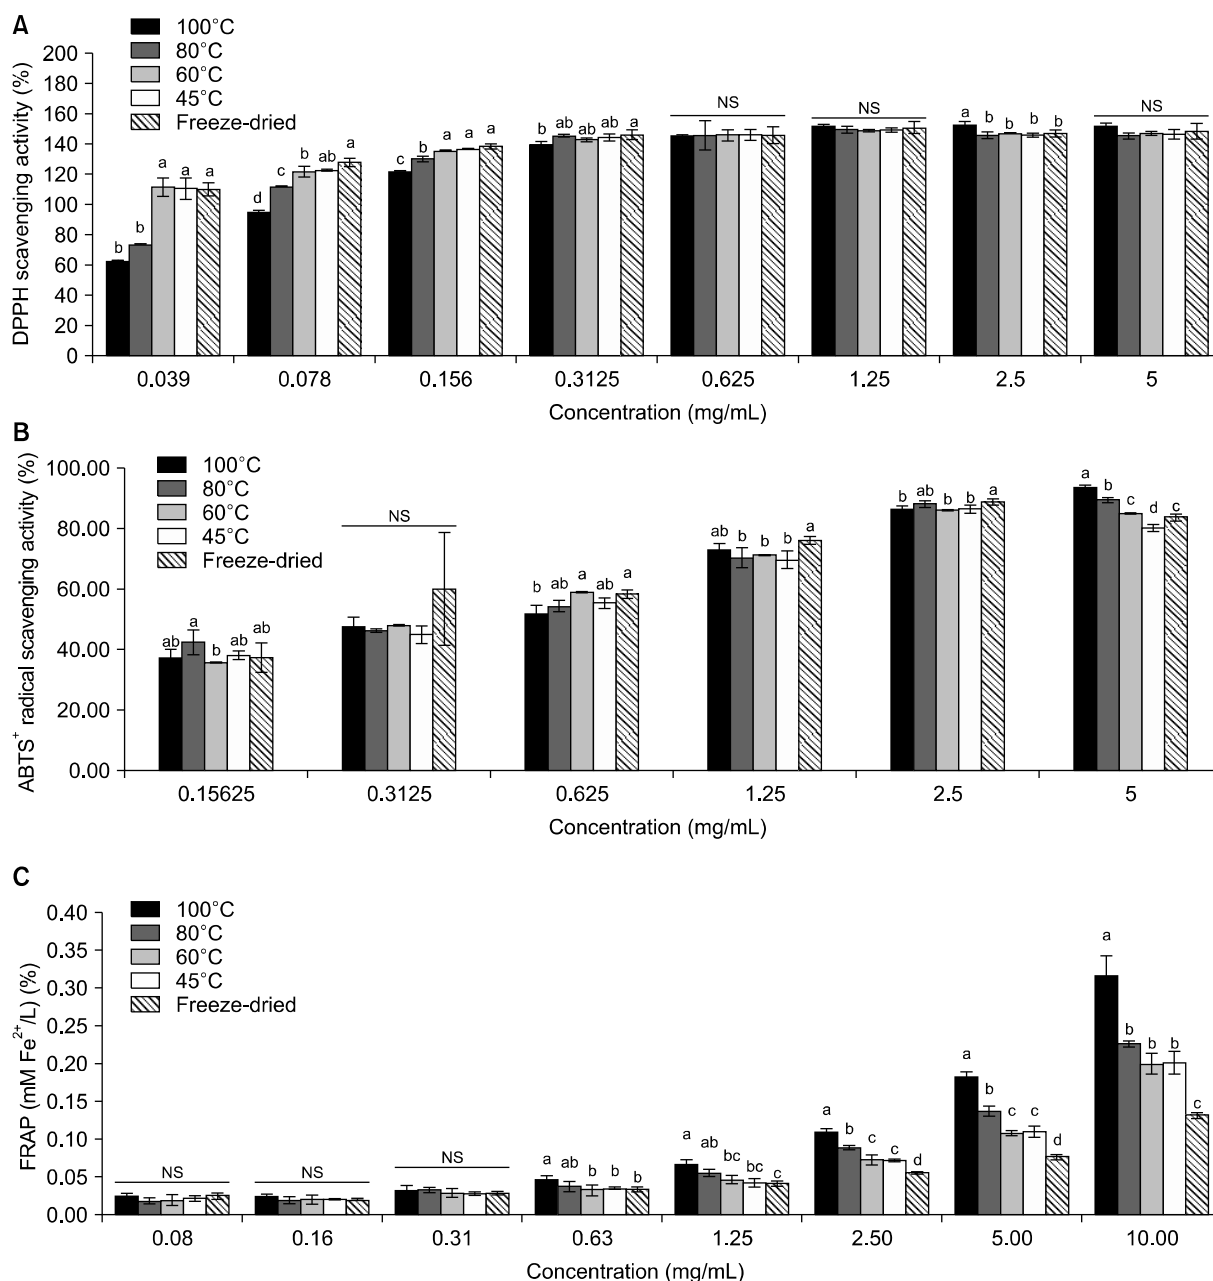 A
100°C
80°C
60°C
45°C
Freeze-dried
DPPH scavenging activity (%)
200
180
160
140
120
100
80
60
40
20
0
b b a a a
d c b ab a
c b a a a
b ab ab ab a
NS
NS
a b b b b
NS
0.039 0.078 0.156 0.3125 0.625 1.25 2.5 5
Concentration (mg/mL)
B
100°C
80°C
60°C
45°C
Freeze-dried
ABTS+ radical scavenging activity (%)
100.00
80.00
60.00
40.00
20.00
0.00
ab a b ab ab
NS
b ab a ab a
ab b b b a
b ab b b a
a b c d c
0.15625 0.3125 0.625 1.25 2.5 5
Concentration (mg/mL)
C
100°C
80°C
60°C
45°C
Freeze-dried
FRAP (mM Fe2+/L) (%)
0.40
0.35
0.30
0.25
0.20
0.15
0.10
0.05
0.00
NS
NS
NS
a ab b b b
a ab bc bc c
a b c c d
a b c c d
a b b b c
0.08 0.16 0.31 0.63 1.25 2.50 5.00 10.00
Concentration (mg/mL)